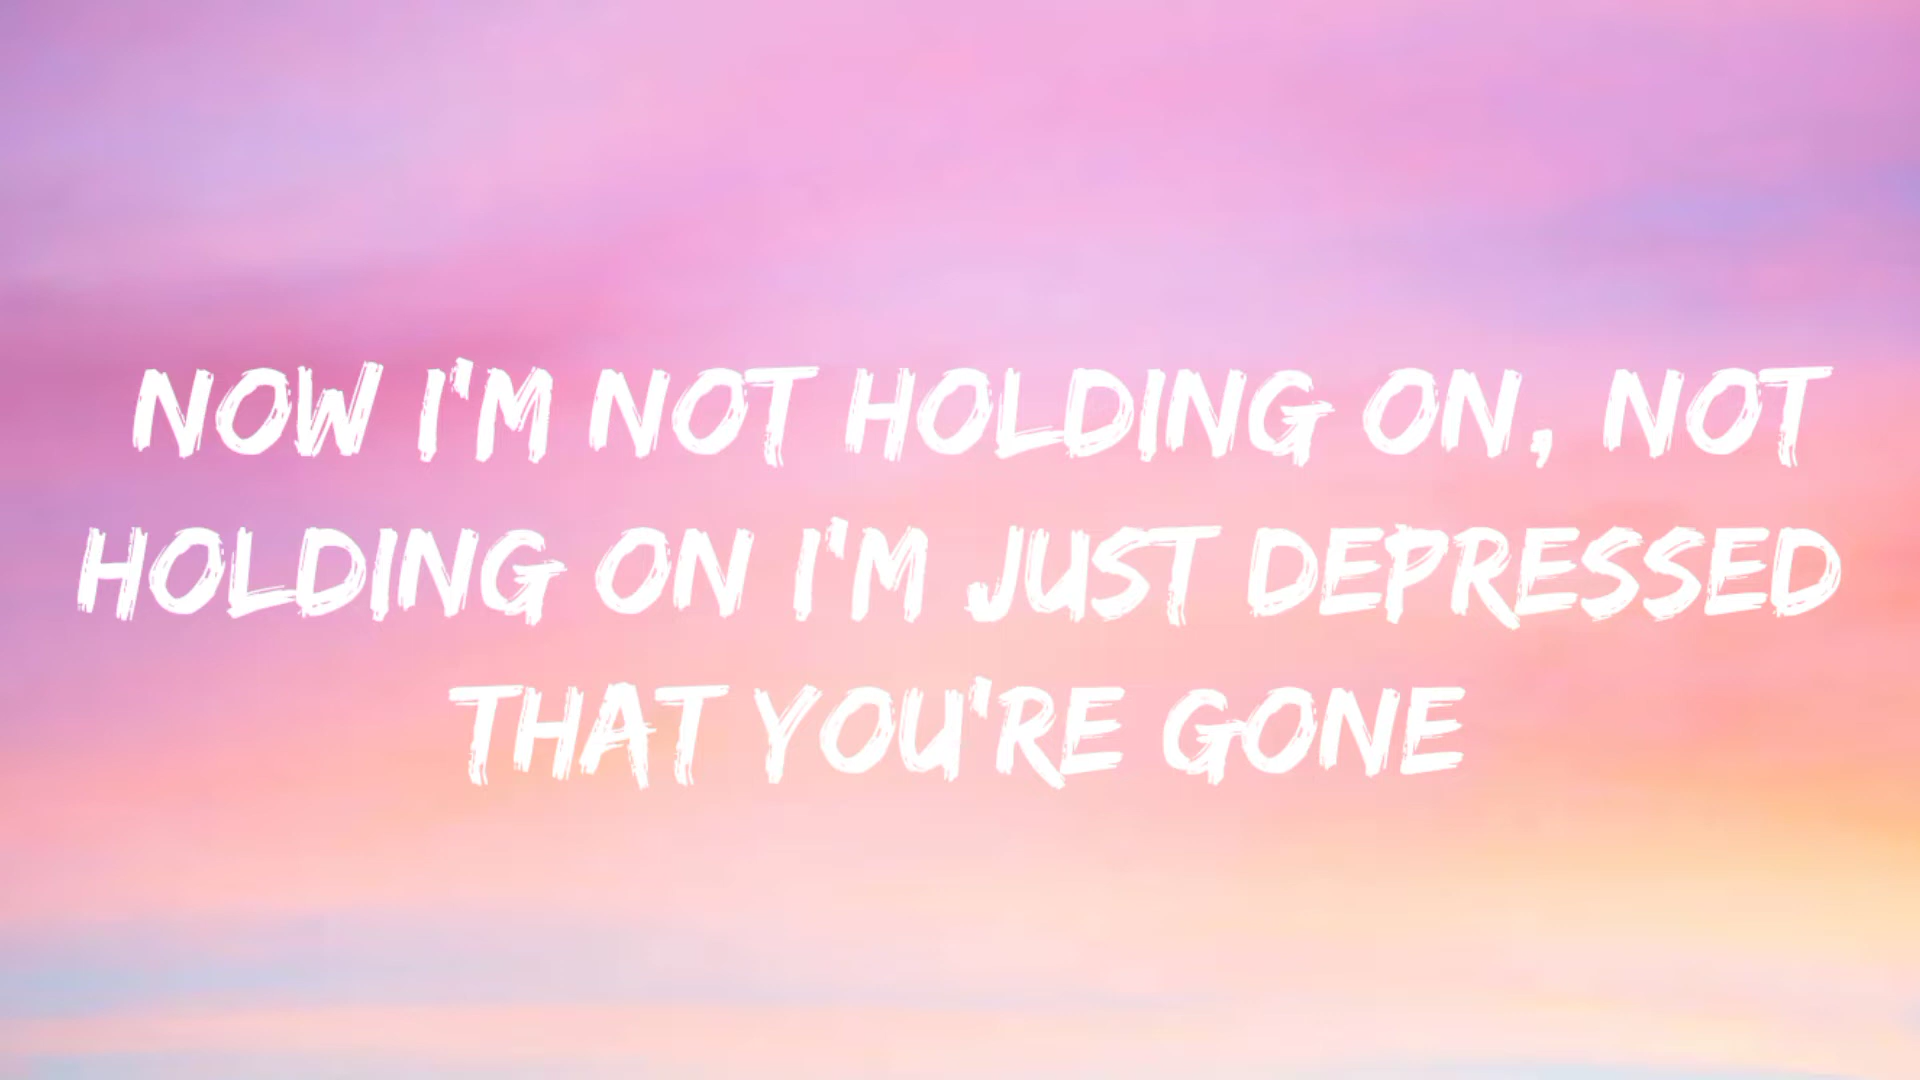 NOW I'M NOT HOLDING ON, NOT
HOLDING ON I'M JUST DEPRESSED
THAT YOU'RE GONE